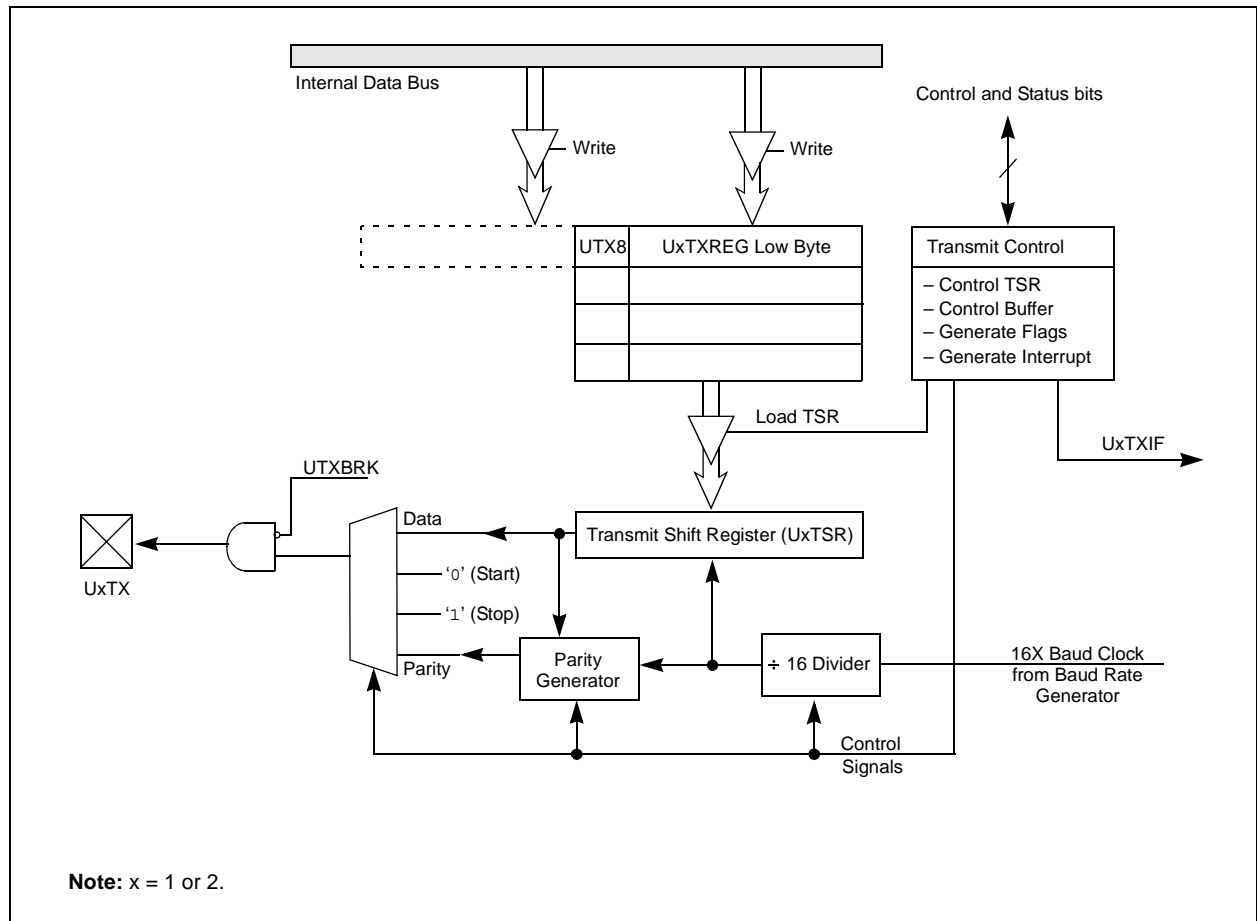 Internal Data Bus
Control and Status bits
Write
Write
UTX8
UxTXREG Low Byte
Transmit Control
– Control TSR
– Control Buffer
– Generate Flags
– Generate Interrupt
Load TSR
UxTXIF
UTXBRK
Data
Transmit Shift Register (UxTSR)
UxTX
‘0’ (Start)
‘1’ (Stop)
Parity
Parity
Generator
÷ 16 Divider
16X Baud Clock
from Baud Rate
Generator
Control
Signals
Note: x = 1 or 2.